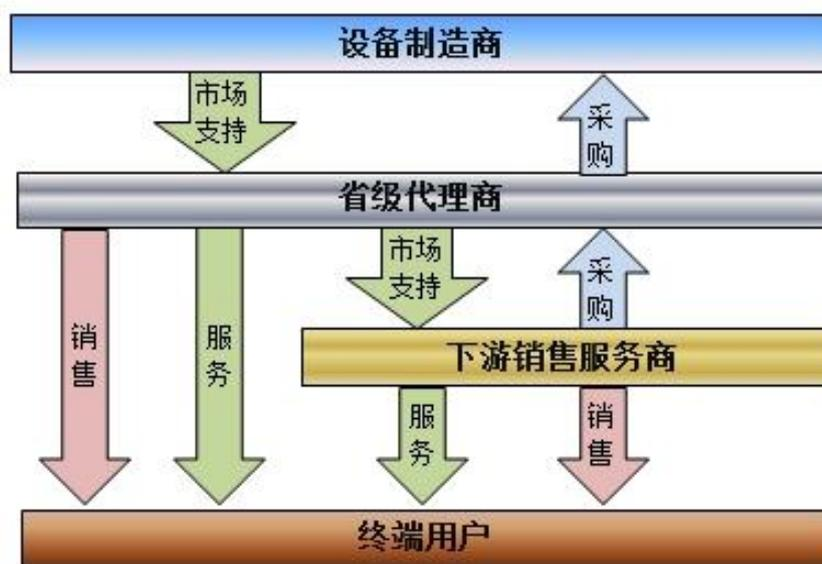 设备制造商
市场
支持
采
购
省级代理商
市场
支持
采
购
销
售
服
务
下游销售服务商
服
务
销
售
终端用户